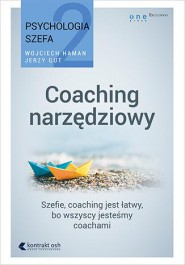 one
PSYCHOLOGIA
SZEFA
2
WOJCIECH HAMAN
JERZY GUT
Coaching
narzędziowy
Szefie, coaching jest łatwy,
bo wszyscy jesteśmy
coachami
kontrakt osh